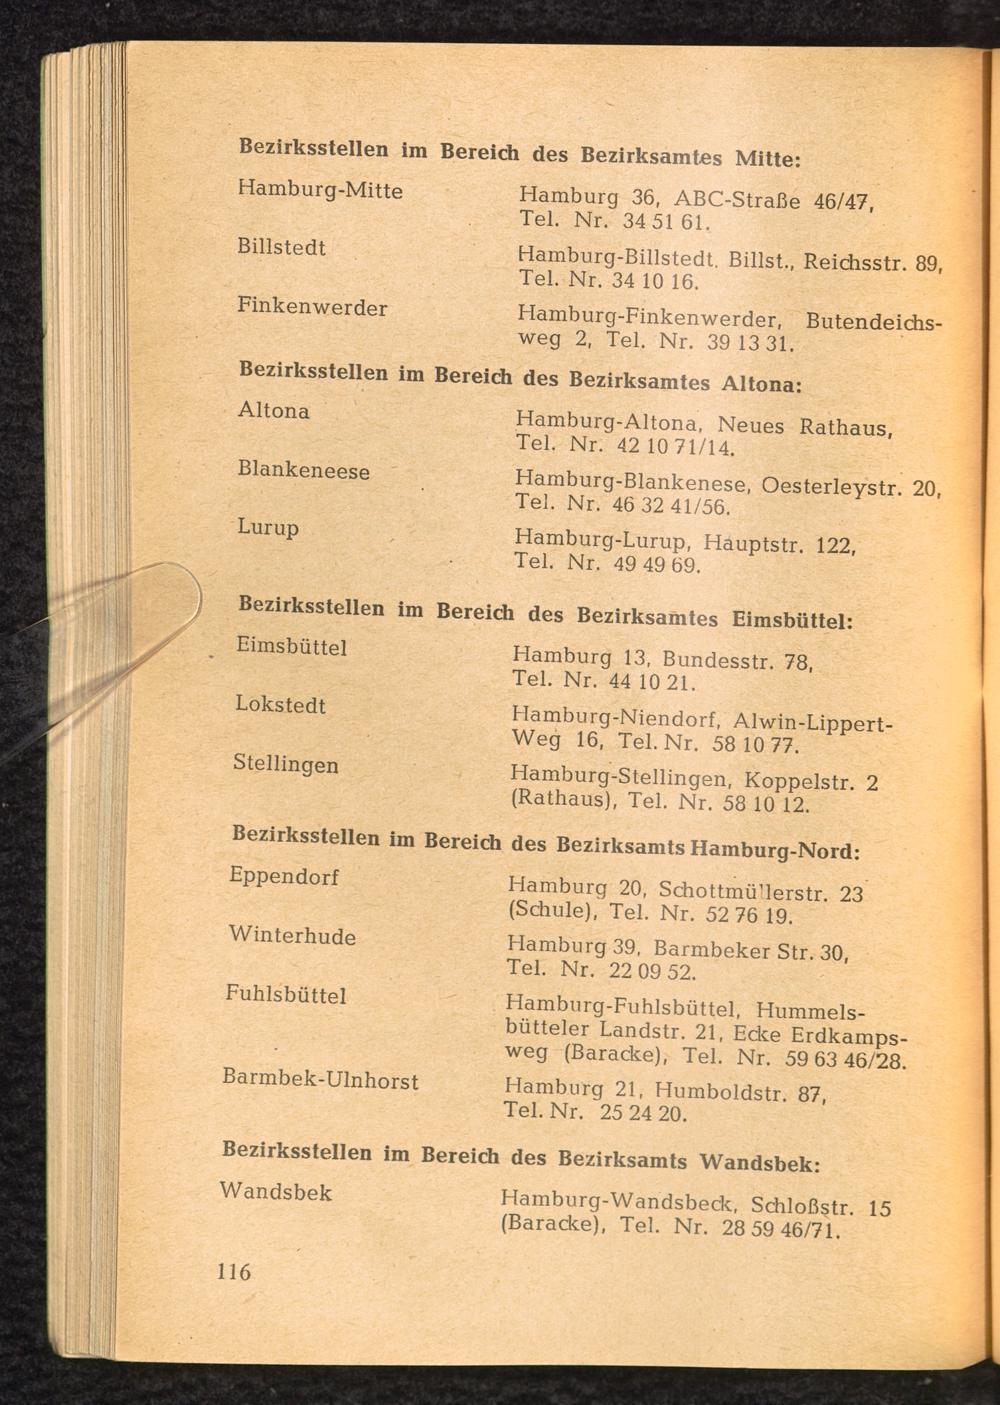 Bezirksstellen im Bereich des Bezirksamtes Mitte:
Hamburg-Mitte Hamburg 36, ABC-Straße 46/47,
Tel. Nr. 34 51 61.
Billstedt Hamburg-Billstedt. Billst., Reichsstr. 89,
Tel. Nr. 34 10 16.
Finkenwerder Hamburg-Finkenwerder, Butendeichs-
weg 2, Tel. Nr. 39 13 31.
Bezirksstellen im Bereich des Bezirksamtes Altona:
Altona Hamburg-Altona, Neues Rathaus,
Tel. Nr. 42 10 71/14.
Blankeneese Hamburg-Blankenese, Oesterleystr. 20,
Tel. Nr. 46 32 41/56.
Lurup Hamburg-Lurup, Hauptstr. 122,
Tel. Nr. 49 49 69.
Bezirksstellen im Bereich des Bezirksamtes Eimsbüttel:
Eimsbüttel Hamburg 13, Bundesstr. 78,
Tel. Nr. 44 10 21.
Lokstedt Hamburg-Niendorf, Alwin-Lippert-
Weg 16, Tel. Nr. 58 10 77.
Stellingen Hamburg-Stellingen, Koppelstr. 2
(Rathaus), Tel. Nr. 58 10 12.
Bezirksstellen im Bereich des Bezirksamts Hamburg-Nord:
Eppendorf Hamburg 20, Schottmüllerstr. 23
(Schule), Tel. Nr. 52 76 19.
Winterhude Hamburg 39, Barmbeker Str. 30,
Tel. Nr. 22 09 52.
Fuhlsbüttel Hamburg-Fuhlsbüttel, Hummels-
bütteler Landstr. 21, Ecke Erdkamps-
weg (Baracke), Tel. Nr. 59 63 46/28.
Barmbek-Ulnhorst Hamburg 21, Humboldstr. 87,
Tel. Nr. 25 24 20.
Bezirksstellen im Bereich des Bezirksamts Wandsbek:
Wandsbek Hamburg-Wandsbeck, Schloßstr. 15
(Baracke), Tel. Nr. 28 59 46/71.
116